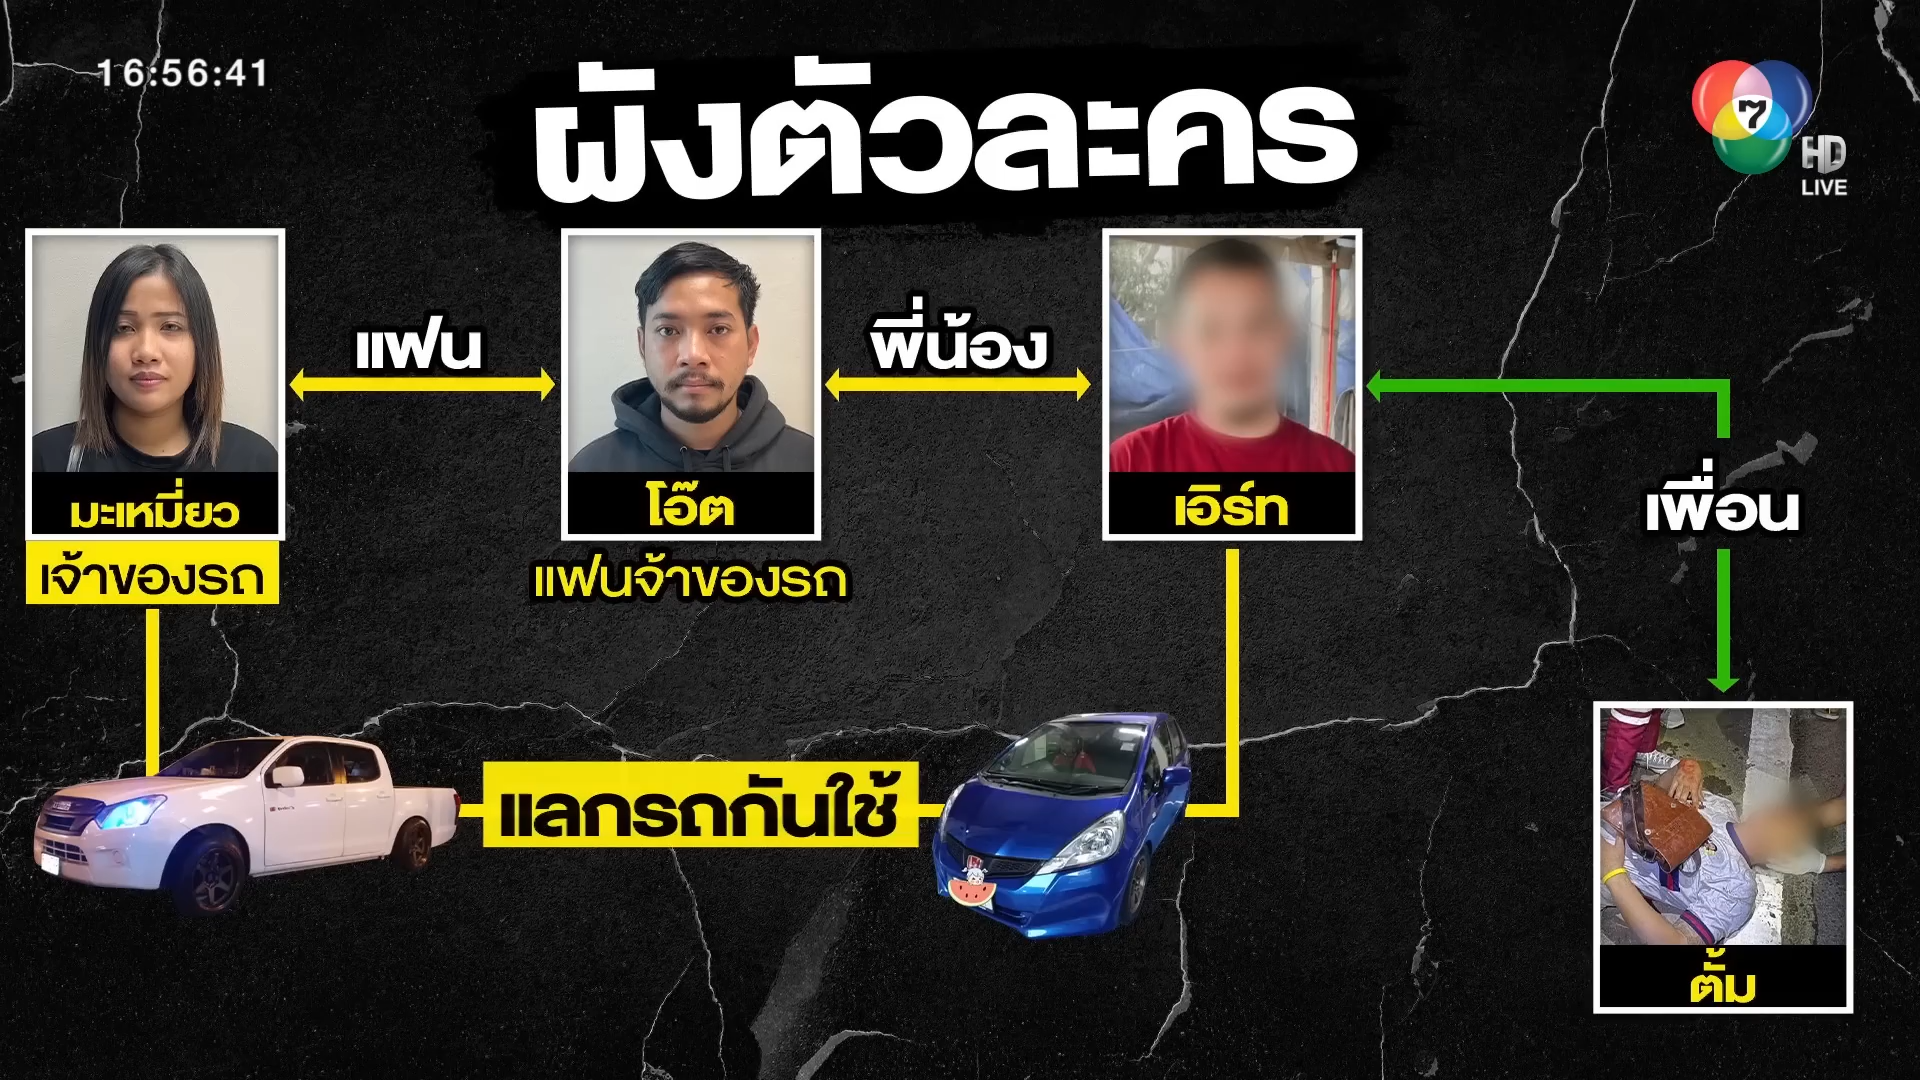 16:56:41
ผังตัวละคร
7
HD
LIVE
แฟน
พี่น้อง
มะเหมี่ยว
โอ๊ต
เอิร์ท
เพื่อน
เจ้าของรถ
แฟนจ้าของรถ
แลกรถกันใช้
ตั้ม